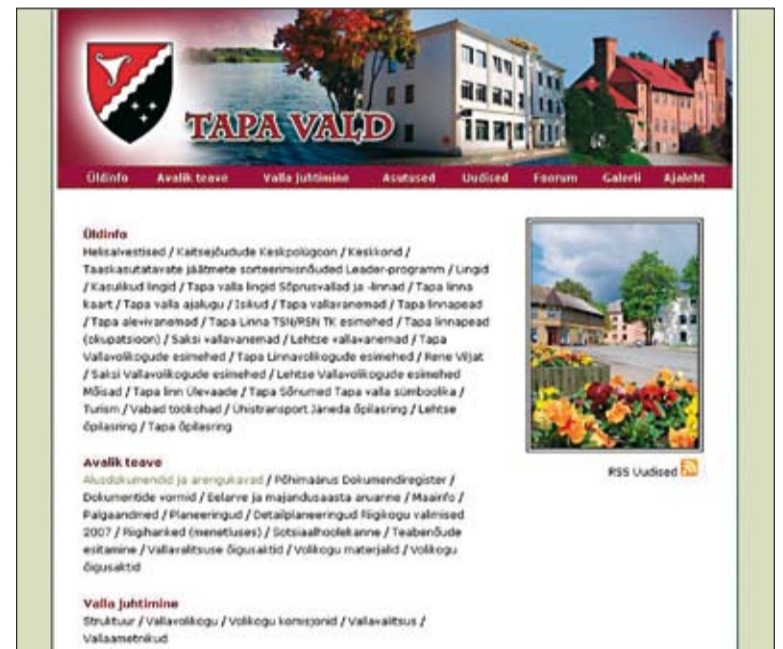 TAPA VALD
Üldinfo Avalik teave Valla juhtimine Asutused Uudised Foorum Galerii Ajaleht
Üldinfo
Helisalvestised / Kaitsejõudude Keskpolügoon / Keskkond /
Taaskasutatavate jäätmete sorteerimisnõuded Leader-programm / Lingid
/ Kasulikud lingid / Tapa valla lingid Sõprusvallad ja -linnad / Tapa linna
kaart / Tapa valla ajalugu / Isikud / Tapa vallavanemad / Tapa linnapead
/ Tapa alevivanemad / Tapa Linna TSN/RSN TK esimehed / Tapa linnapead
(okupatsioon) / Saksi vallavanemad / Lehtse vallavanemad / Tapa
Vallavolikogude esimehed / Tapa Linnavolikogude esimehed / Rene Viljat
/ Saksi Vallavolikogude esimehed / Lehtse Vallavolikogude esimehed
Mõisad / Tapa linn Ülevaade / Tapa Sõnumed Tapa valla sümboolika /
Turism / Vabad töökohad / Ühistransport Jäneda õpilasring / Lehtse
õpilasring / Tapa õpilasring
RSS Uudised
Avalik teave
Alusdokumendid ja arengukavad / Põhimäärus Dokumendiregister /
Dokumentide vormid / Eelarve ja majandusaasta aruanne / Maainfo /
Palgaandmed / Planeeringud / Detailplaneeringud Riigikogu valimised
2007 / Riigihanked (menetluses) / Sotsiaalhoolekanne / Teabenõude
esitamine / Vallavalitsuse õigusaktid / Volikogu materjalid / Volikogu
õigusaktid
Valla juhtimine
Struktuur / Vallavolikogu / Volikogu komisjonid / Vallavalitsus /
Vallaametnikud